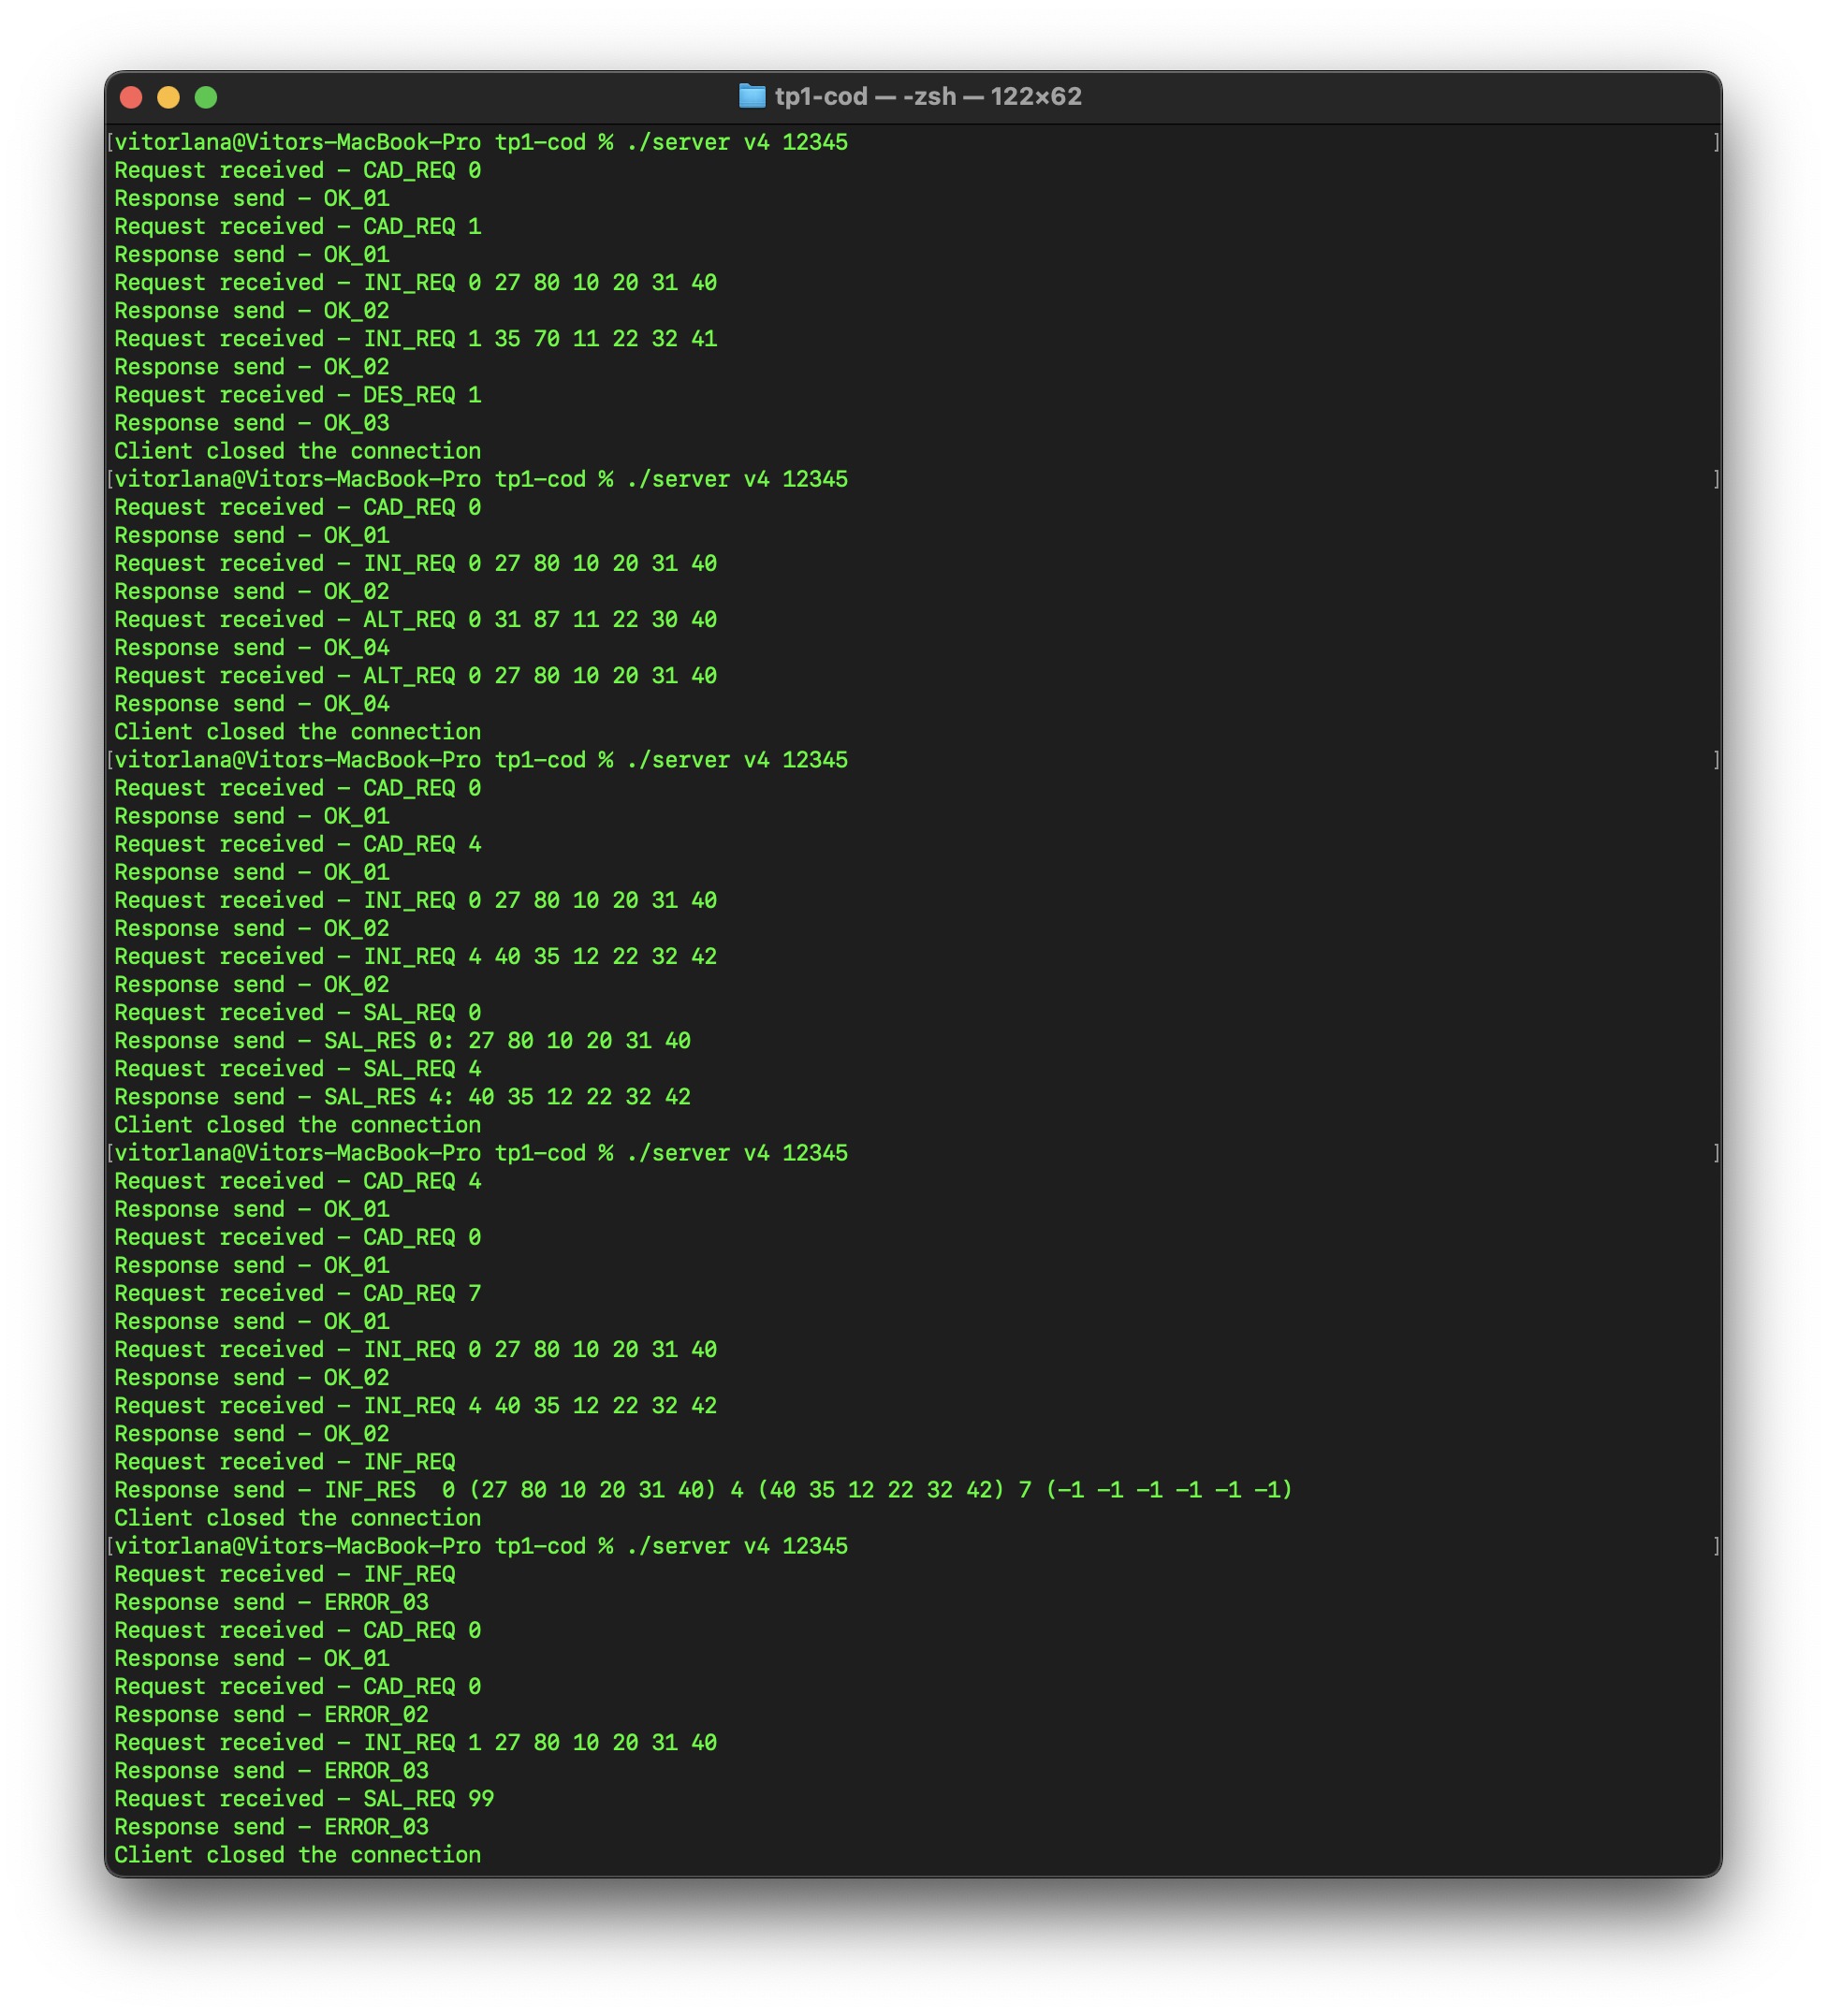 tp1-cod — -zsh — 122×62
[vitorlana@Vitors-MacBook-Pro tp1-cod % ./server v4 12345 ]
Request received - CAD_REQ 0
Response send - OK_01
Request received - CAD_REQ 1
Response send - OK_01
Request received - INI_REQ 0 27 80 10 20 31 40
Response send - OK_02
Request received - INI_REQ 1 35 70 11 22 32 41
Response send - OK_02
Request received - DES_REQ 1
Response send - OK_03
Client closed the connection
[vitorlana@Vitors-MacBook-Pro tp1-cod % ./server v4 12345 ]
Request received - CAD_REQ 0
Response send - OK_01
Request received - INI_REQ 0 27 80 10 20 31 40
Response send - OK_02
Request received - ALT_REQ 0 31 87 11 22 30 40
Response send - OK_04
Request received - ALT_REQ 0 27 80 10 20 31 40
Response send - OK_04
Client closed the connection
[vitorlana@Vitors-MacBook-Pro tp1-cod % ./server v4 12345 ]
Request received - CAD_REQ 0
Response send - OK_01
Request received - CAD_REQ 4
Response send - OK_01
Request received - INI_REQ 0 27 80 10 20 31 40
Response send - OK_02
Request received - INI_REQ 4 40 35 12 22 32 42
Response send - OK_02
Request received - SAL_REQ 0
Response send - SAL_RES 0: 27 80 10 20 31 40
Request received - SAL_REQ 4
Response send - SAL_RES 4: 40 35 12 22 32 42
Client closed the connection
[vitorlana@Vitors-MacBook-Pro tp1-cod % ./server v4 12345 ]
Request received - CAD_REQ 4
Response send - OK_01
Request received - CAD_REQ 0
Response send - OK_01
Request received - CAD_REQ 7
Response send - OK_01
Request received - INI_REQ 0 27 80 10 20 31 40
Response send - OK_02
Request received - INI_REQ 4 40 35 12 22 32 42
Response send - OK_02
Request received - INF_REQ
Response send - INF_RES  0 (27 80 10 20 31 40) 4 (40 35 12 22 32 42) 7 (-1 -1 -1 -1 -1 -1)
Client closed the connection
[vitorlana@Vitors-MacBook-Pro tp1-cod % ./server v4 12345 ]
Request received - INF_REQ
Response send - ERROR_03
Request received - CAD_REQ 0
Response send - OK_01
Request received - CAD_REQ 0
Response send - ERROR_02
Request received - INI_REQ 1 27 80 10 20 31 40
Response send - ERROR_03
Request received - SAL_REQ 99
Response send - ERROR_03
Client closed the connection